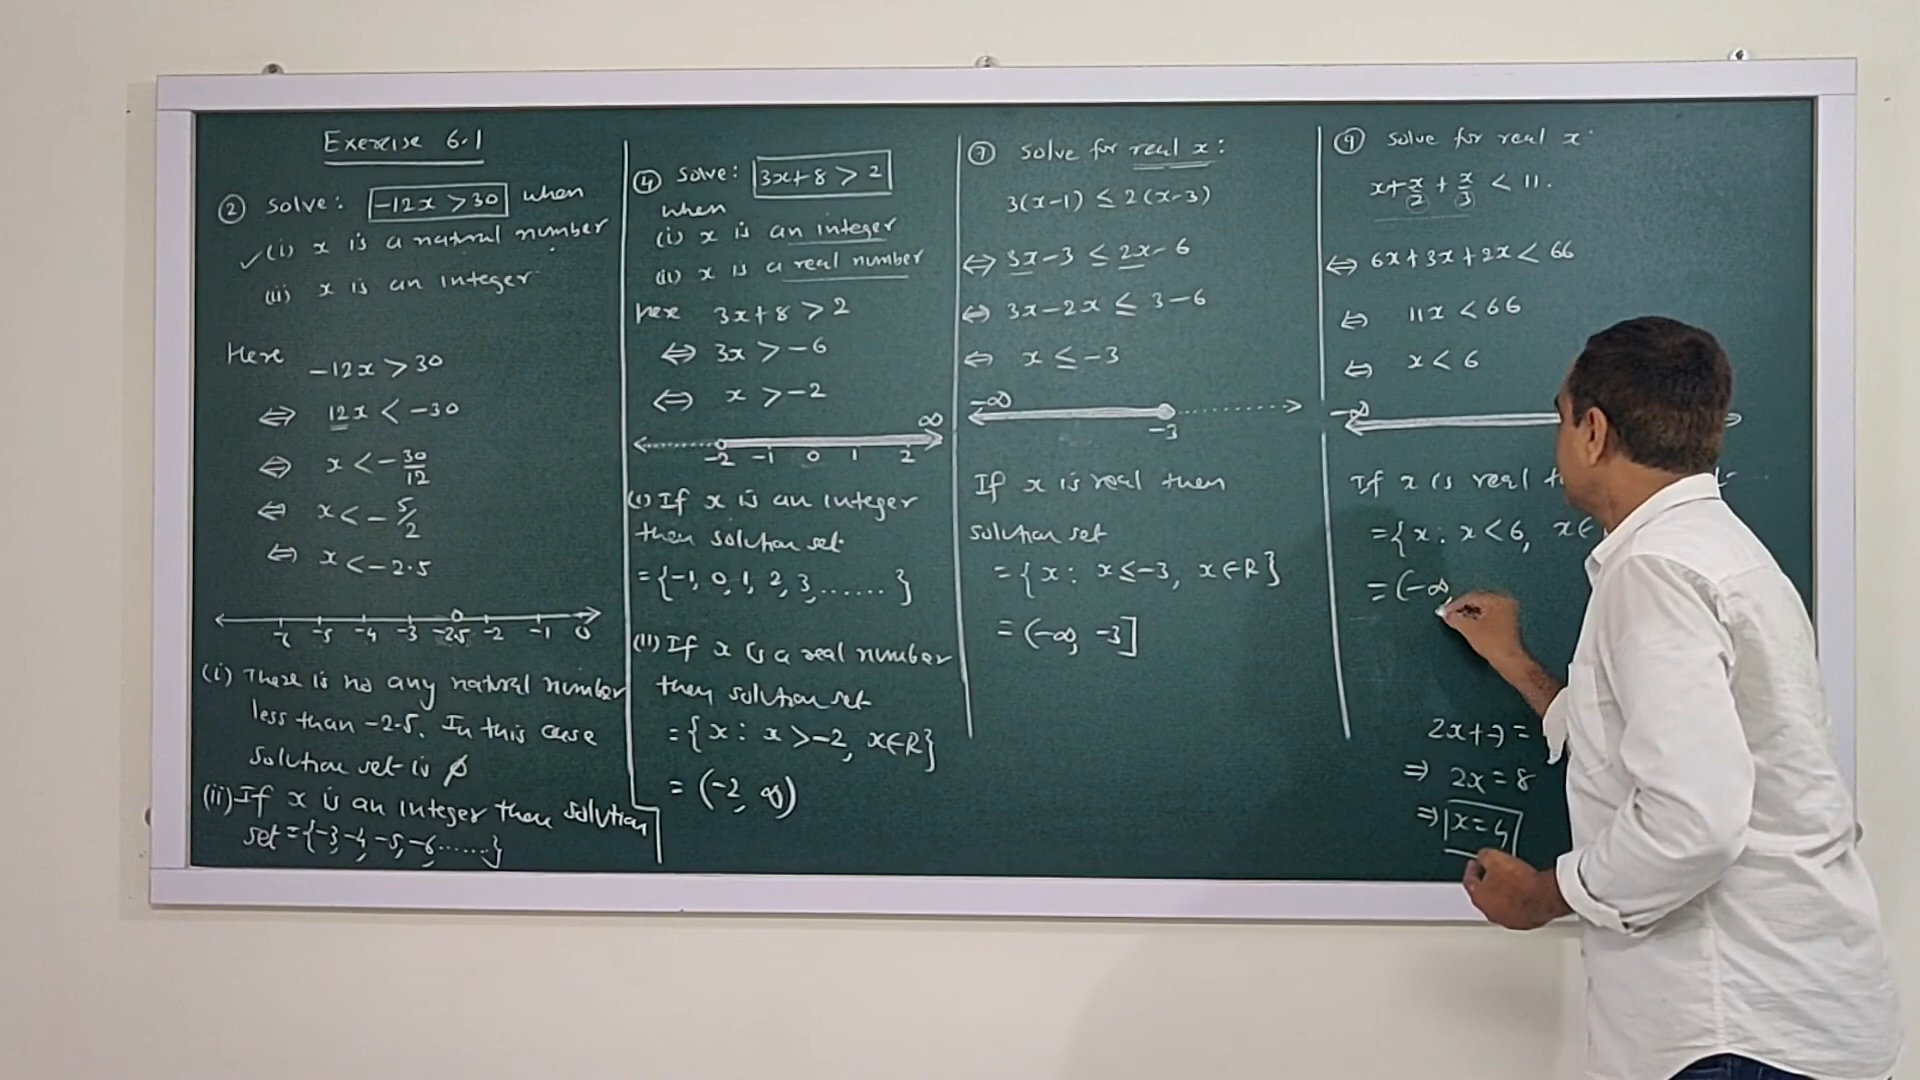 Exercise 6.1
② Solve: -12x > 30 when
✓(i) x is a natural number
(ii) x is an integer
Here -12x > 30
⇔ 12x < -30
⇔ x < -30/12
⇔ x < -5/2
⇔ x < -2.5
-6 -5 -4 -3 -2.5 -2 -1 0
(i) There is no any natural number
less than -2.5. In this case
Solution set is ϕ
(ii) If x is an integer then solution
set = {-3, -4, -5, -6, ......}
④ Solve: 3x+8 > 2
when
(i) x is an integer
(ii) x is a real number
Here 3x+8 > 2
⇔ 3x > -6
⇔ x > -2
∞
-2 -1 0 1 2
(i) If x is an integer
then solution set
= {-1, 0, 1, 2, 3, ......}
(ii) If x is a real number
then solution set
= {x : x > -2, x ∈ R}
= (-2, ∞)
⑦ Solve for real x :
3(x-1) ≤ 2(x-3)
⇔ 3x-3 ≤ 2x-6
⇔ 3x-2x ≤ 3-6
⇔ x ≤ -3
-∞
-3
If x is real then
solution set
= {x : x ≤ -3, x ∈ R}
= (-∞, -3]
⑨ Solve for real x
x + x/2 + x/3 < 11.
⇔ 6x+3x+2x < 66
⇔ 11x < 66
⇔ x < 6
-∞
If x is real
= {x : x < 6, x ∈
= (-∞,
2x+ =
⇒ 2x = 8
⇒ x = 4